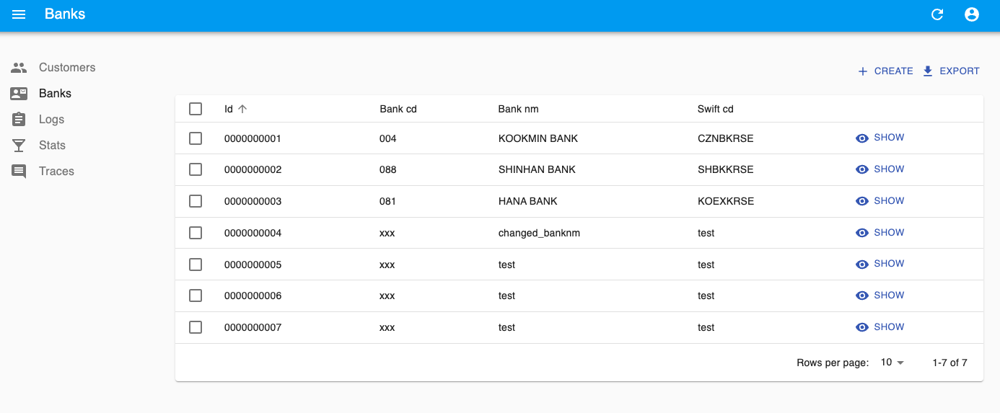 Banks
Customers
Banks
Logs
Stats
Traces
CREATE EXPORT
Id Bank cd Bank nm Swift cd
0000000001 004 KOOKMIN BANK CZNBKRSE SHOW
0000000002 088 SHINHAN BANK SHBKKRSE SHOW
0000000003 081 HANA BANK KOEXKRSE SHOW
0000000004 xxx changed_banknm test SHOW
0000000005 xxx test test SHOW
0000000006 xxx test test SHOW
0000000007 xxx test test SHOW
Rows per page: 10 1-7 of 7